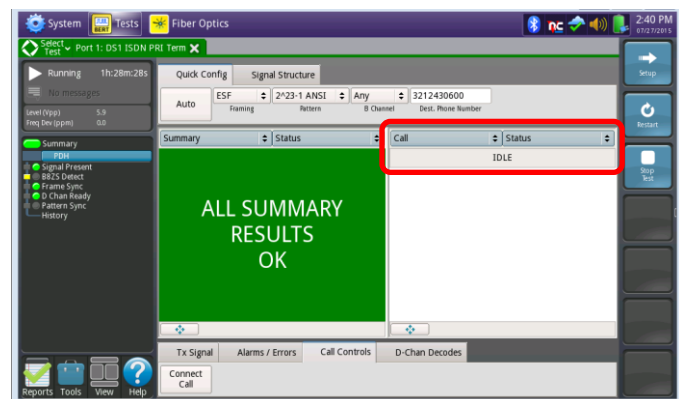 System
Tests
Fiber Optics
2:40 PM
07/27/2015
Select
Test
Port 1: DS1 ISDN PRI Term X
Running 1h:28m:28s
No messages
Level (Vpp) 5.9
Freq Dev (ppm) 0.0
Summary
PDH
Signal Present
B8ZS Detect
Frame Sync
D Chan Ready
Pattern Sync
History
Quick Config
Signal Structure
Auto
ESF
2^23-1 ANSI
Any
3212430600
Framing
Pattern
B Channel
Dest. Phone Number
Summary
Status
Call
Status
IDLE
ALL SUMMARY
RESULTS
OK
Tx Signal
Alarms / Errors
Call Controls
D-Chan Decodes
Connect
Call
Reports
Tools
View
Help
Setup
Restart
Stop
Test